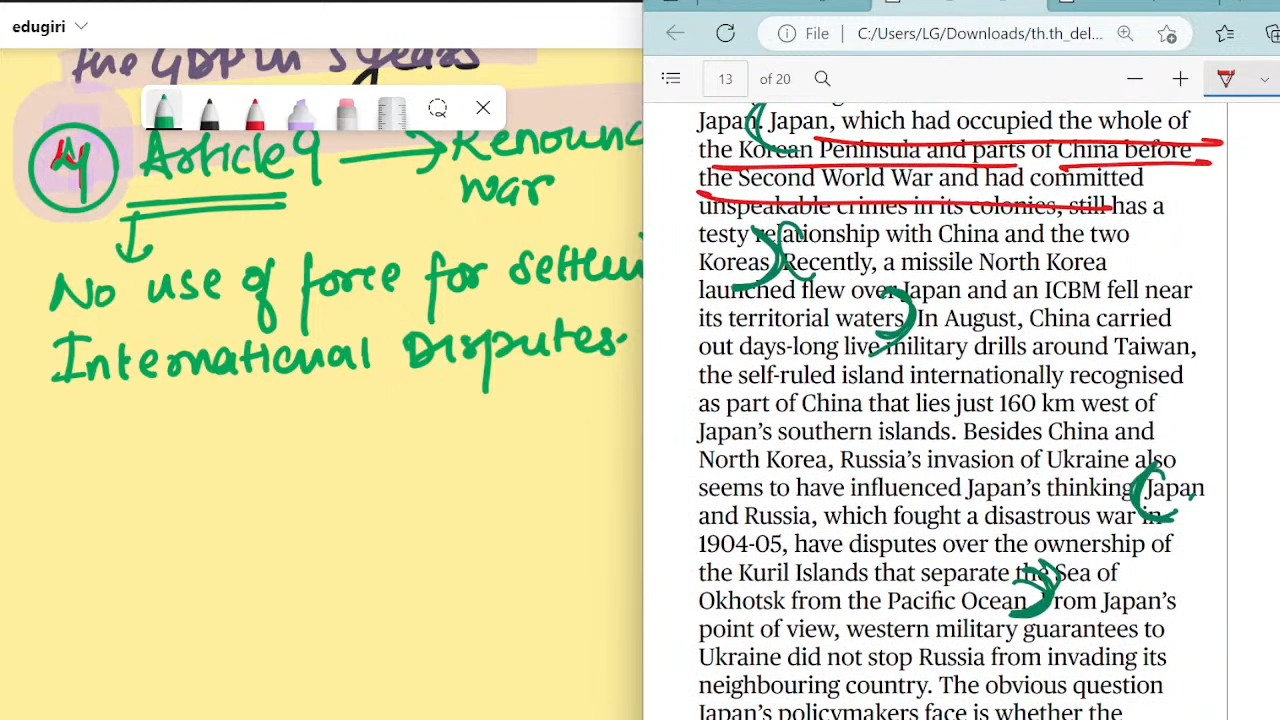 edugiri
the GDP in 5 years
4 Article 9 → Renounc
war
No use of force for settlin
International Disputes.
File C:/Users/LG/Downloads/th.th_del...
13 of 20
Japan. Japan, which had occupied the whole of
the Korean Peninsula and parts of China before
the Second World War and had committed
unspeakable crimes in its colonies, still has a
testy relationship with China and the two
Koreas. Recently, a missile North Korea
launched flew over Japan and an ICBM fell near
its territorial waters. In August, China carried
out days-long live military drills around Taiwan,
the self-ruled island internationally recognised
as part of China that lies just 160 km west of
Japan's southern islands. Besides China and
North Korea, Russia's invasion of Ukraine also
seems to have influenced Japan's thinking. Japan
and Russia, which fought a disastrous war in
1904-05, have disputes over the ownership of
the Kuril Islands that separate the Sea of
Okhotsk from the Pacific Ocean. From Japan's
point of view, western military guarantees to
Ukraine did not stop Russia from invading its
neighbouring country. The obvious question
Japan's policymakers face is whether the